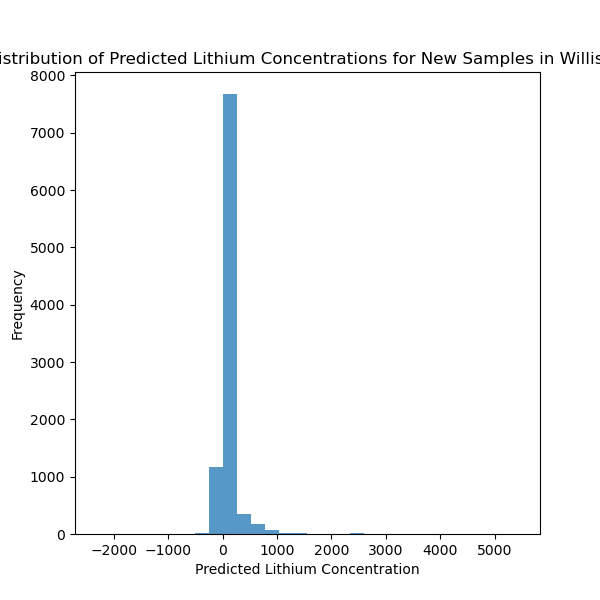 istribution of Predicted Lithium Concentrations for New Samples in Willis
8000
7000
6000
5000
4000
3000
2000
1000
0
Frequency
−2000 −1000 0 1000 2000 3000 4000 5000
Predicted Lithium Concentration